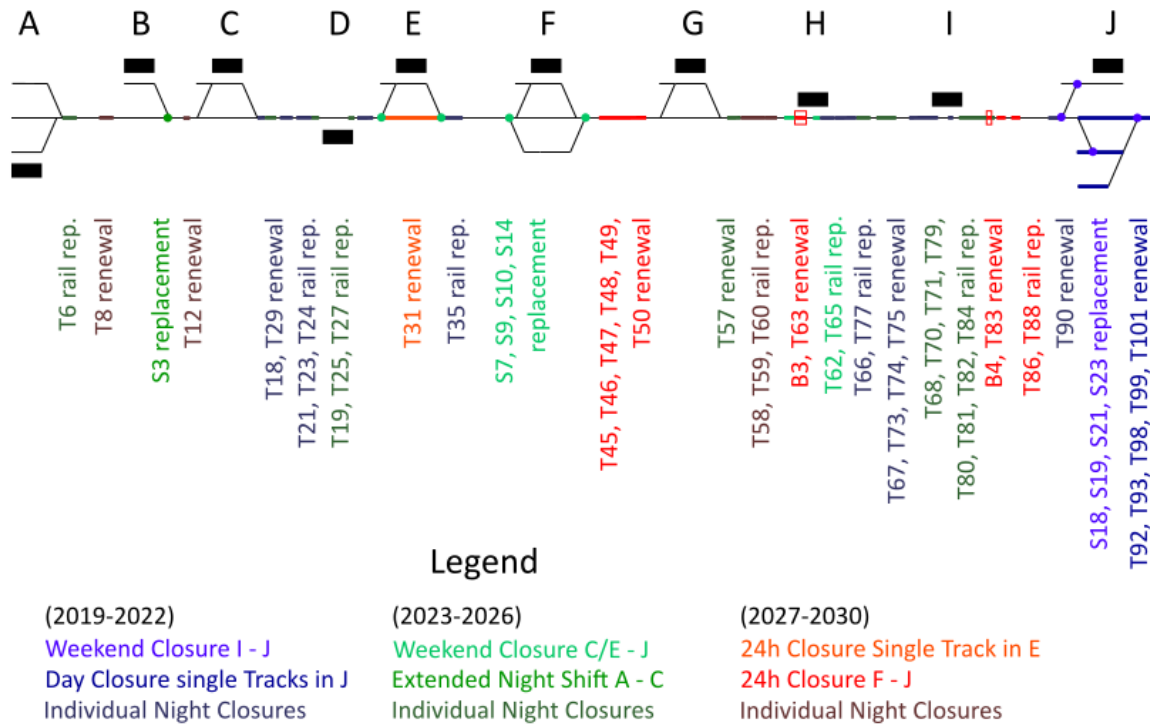 A B C D E F G H I J
T6 rail rep.
T8 renewal
S3 replacement
T12 renewal
T18, T29 renewal
T21, T23, T24 rail rep.
T19, T25, T27 rail rep.
T31 renewal
T35 rail rep.
S7, S9, S10, S14
replacement
T45, T46, T47, T48, T49,
T50 renewal
T57 renewal
T58, T59, T60 rail rep.
B3, T63 renewal
T62, T65 rail rep.
T66, T77 rail rep.
T67, T73, T74, T75 renewal
T68, T70, T71, T79,
T80, T81, T82, T84 rail rep.
B4, T83 renewal
T86, T88 rail rep.
T90 renewal
S18, S19, S21, S23 replacement
T92, T93, T98, T99, T101 renewal
Legend
(2019-2022)
Weekend Closure I - J
Day Closure single Tracks in J
Individual Night Closures
(2023-2026)
Weekend Closure C/E - J
Extended Night Shift A - C
Individual Night Closures
(2027-2030)
24h Closure Single Track in E
24h Closure F - J
Individual Night Closures